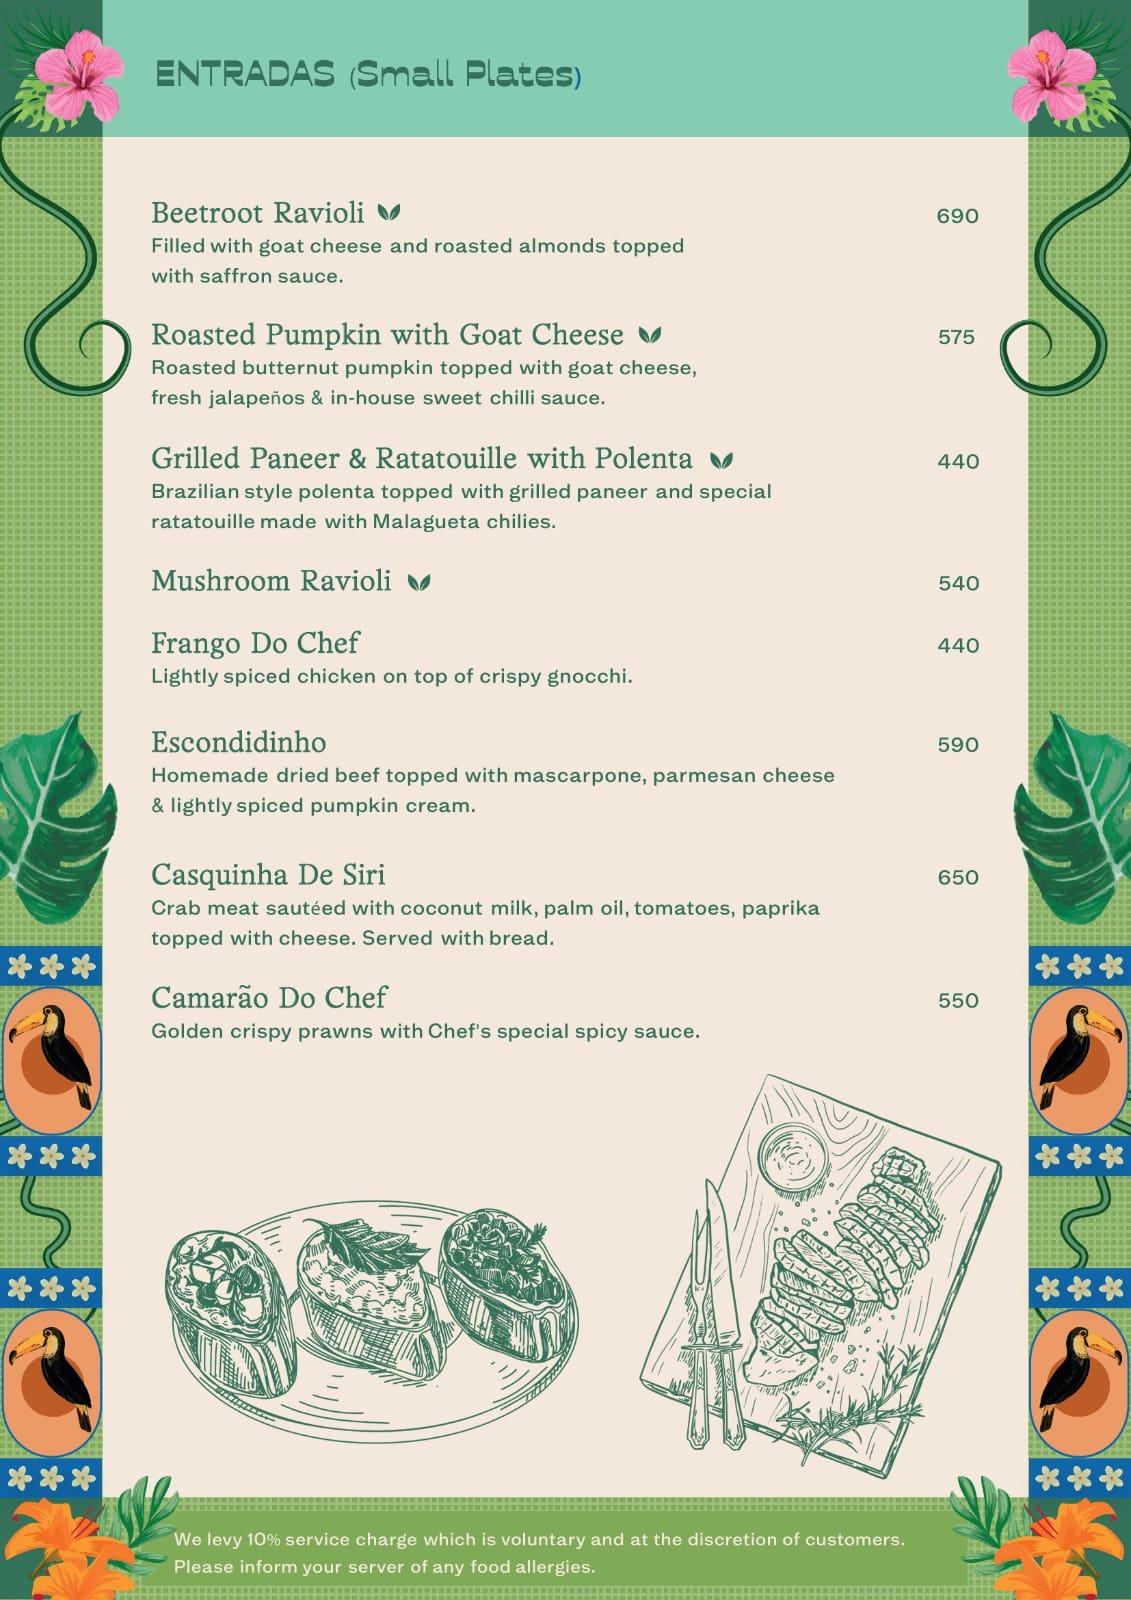 ENTRADAS (Small Plates)
Beetroot Ravioli 690
Filled with goat cheese and roasted almonds topped
with saffron sauce.
Roasted Pumpkin with Goat Cheese 575
Roasted butternut pumpkin topped with goat cheese,
fresh jalapeños & in-house sweet chilli sauce.
Grilled Paneer & Ratatouille with Polenta 440
Brazilian style polenta topped with grilled paneer and special
ratatouille made with Malagueta chilies.
Mushroom Ravioli 540
Frango Do Chef 440
Lightly spiced chicken on top of crispy gnocchi.
Escondidinho 590
Homemade dried beef topped with mascarpone, parmesan cheese
& lightly spiced pumpkin cream.
Casquinha De Siri 650
Crab meat sautéed with coconut milk, palm oil, tomatoes, paprika
topped with cheese. Served with bread.
Camarão Do Chef 550
Golden crispy prawns with Chef's special spicy sauce.
We levy 10% service charge which is voluntary and at the discretion of customers.
Please inform your server of any food allergies.